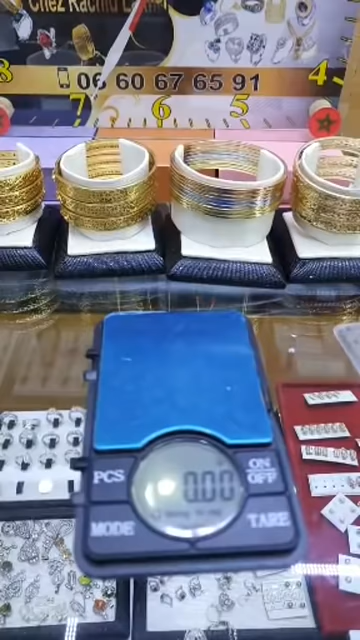 Chez Rachid
06 60 67 65 91
8
7
6
5
4
0.00
PCS
ON
OFF
MODE
TARE